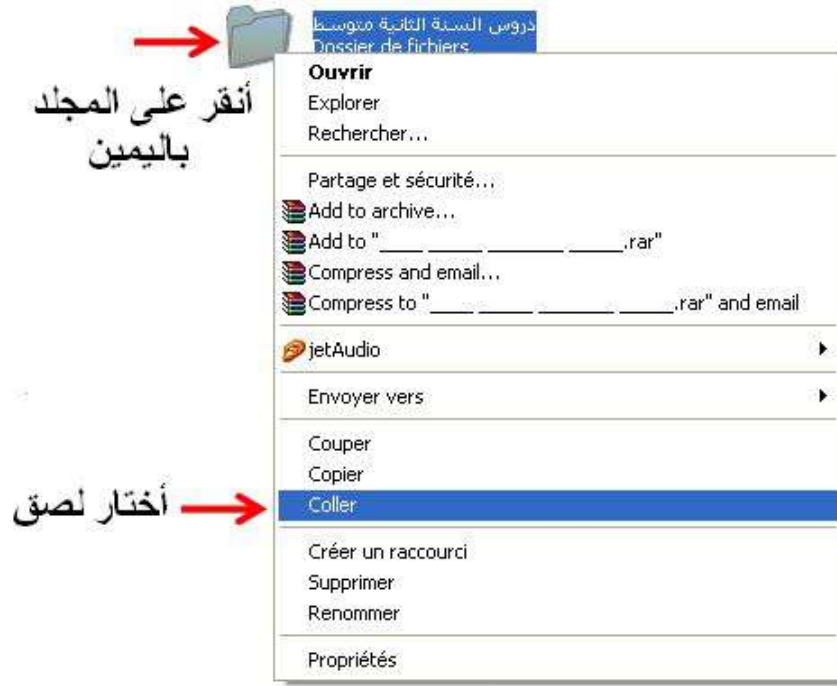 دروس السنة الثانية متوسط
Dossier de fichiers
أنقر على المجلد
باليمين
Ouvrir
Explorer
Rechercher...
Partage et sécurité...
Add to archive...
Add to "____ _____ _______ _____.rar"
Compress and email...
Compress to "____ _____ _______ _____.rar" and email
jetAudio
Envoyer vers
Couper
Copier
أختار لصق
Coller
Créer un raccourci
Supprimer
Renommer
Propriétés